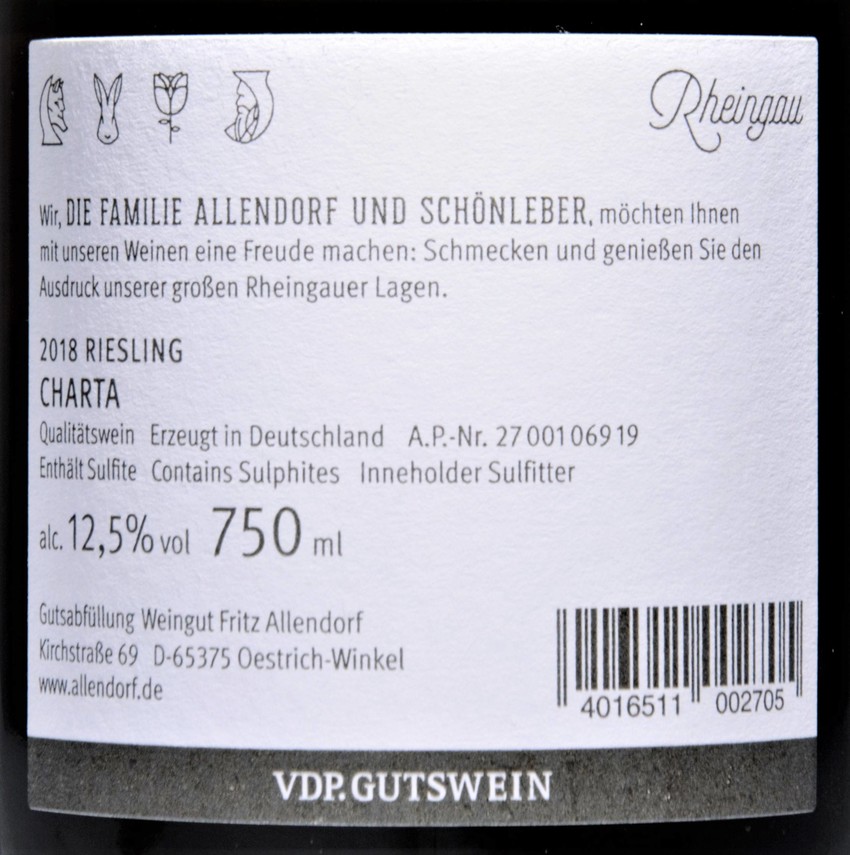 Rheingau
Wir, DIE FAMILIE ALLENDORF UND SCHÖNLEBER, möchten Ihnen
mit unseren Weinen eine Freude machen: Schmecken und genießen Sie den
Ausdruck unserer großen Rheingauer Lagen.
2018 RIESLING
CHARTA
Qualitätswein Erzeugt in Deutschland A.P.-Nr. 27 001 069 19
Enthält Sulfite Contains Sulphites Inneholder Sulfitter
alc. 12,5% vol 750 ml
Gutsabfüllung Weingut Fritz Allendorf
Kirchstraße 69 D-65375 Oestrich-Winkel
www.allendorf.de
4016511 002705
VDP.GUTSWEIN